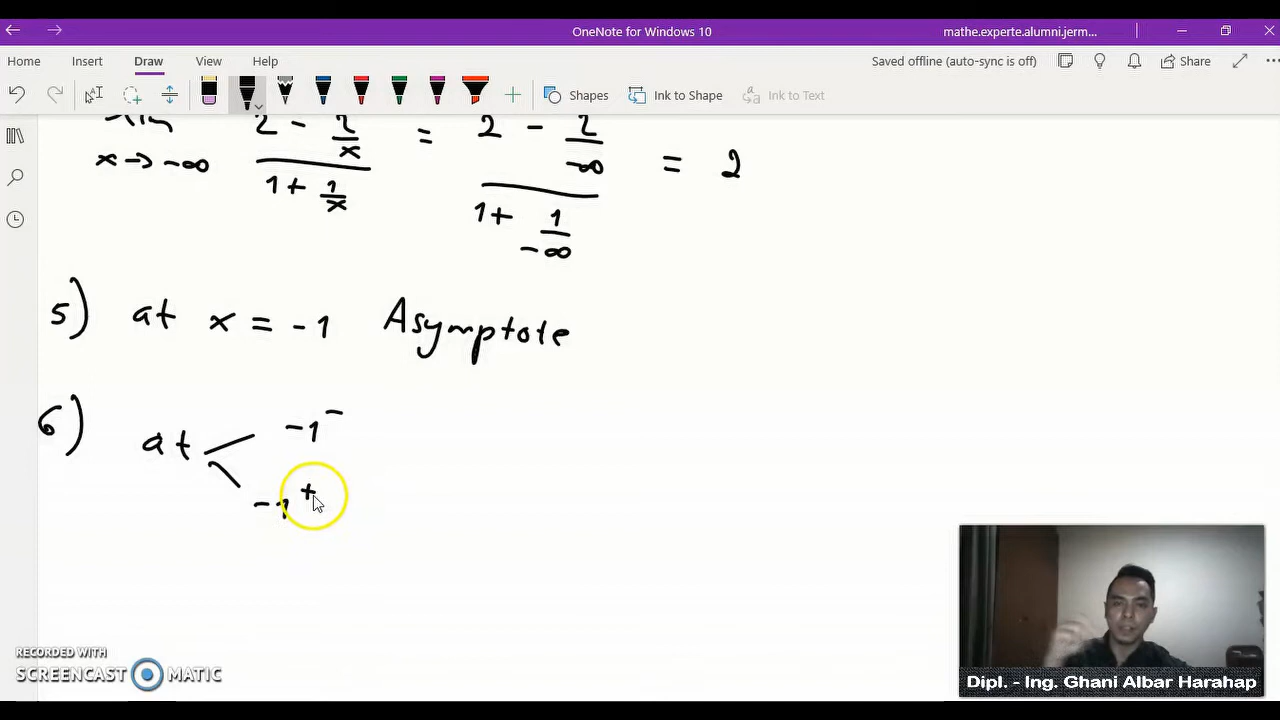 OneNote for Windows 10
mathe.experte.alumni.jerm...
Home Insert Draw View Help
Saved offline (auto-sync is off)
Share
Shapes
Ink to Shape
Ink to Text
lim x → -∞ (2 - 2/x)/(1 + 1/x) = (2 - 2/-∞)/(1 + 1/-∞) = 2
5) at x = -1 Asymptote
6) at -1⁻
-1⁺
RECORDED WITH
SCREENCAST MATIC
Dipl. - Ing. Ghani Albar Harahap